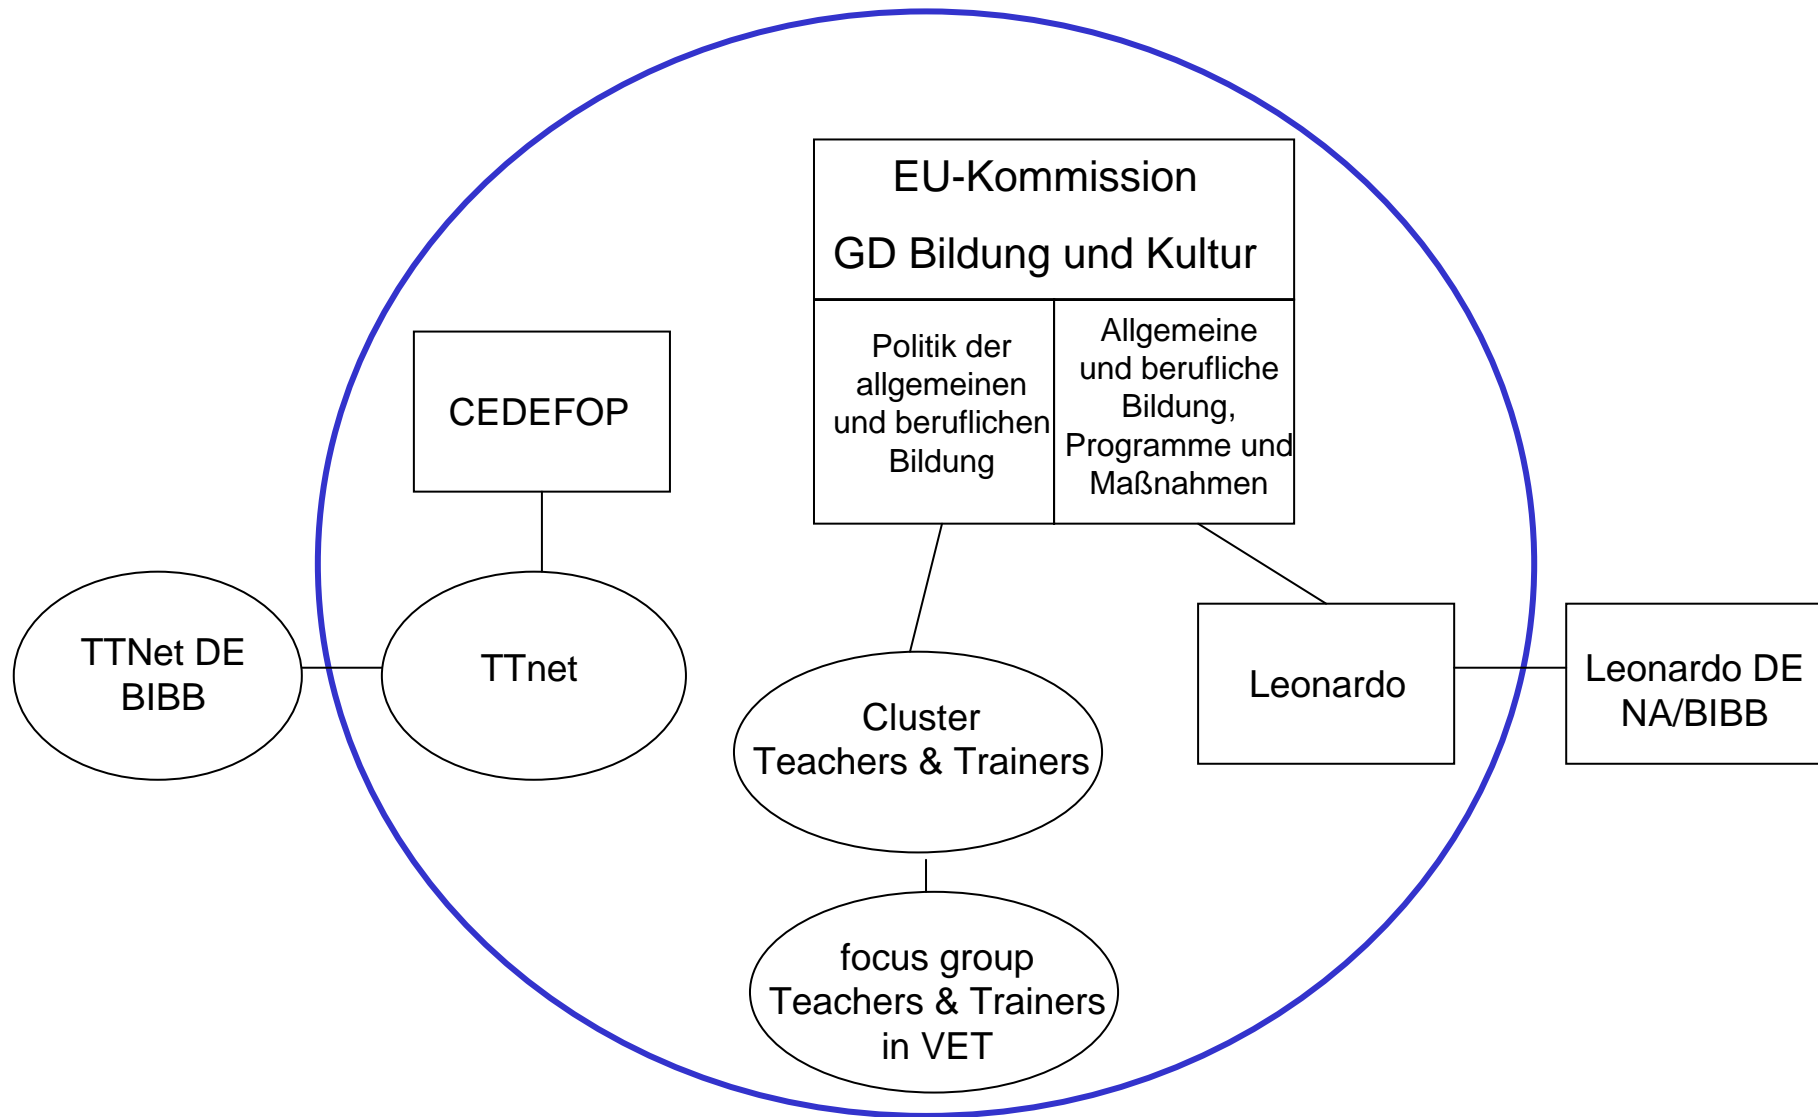 EU-Kommission
GD Bildung und Kultur
Politik der
allgemeinen
und beruflichen
Bildung
Allgemeine
und berufliche
Bildung,
Programme und
Maßnahmen
CEDEFOP
TTNet DE
BIBB
TTnet
Cluster
Teachers & Trainers
Leonardo
Leonardo DE
NA/BIBB
focus group
Teachers & Trainers
in VET